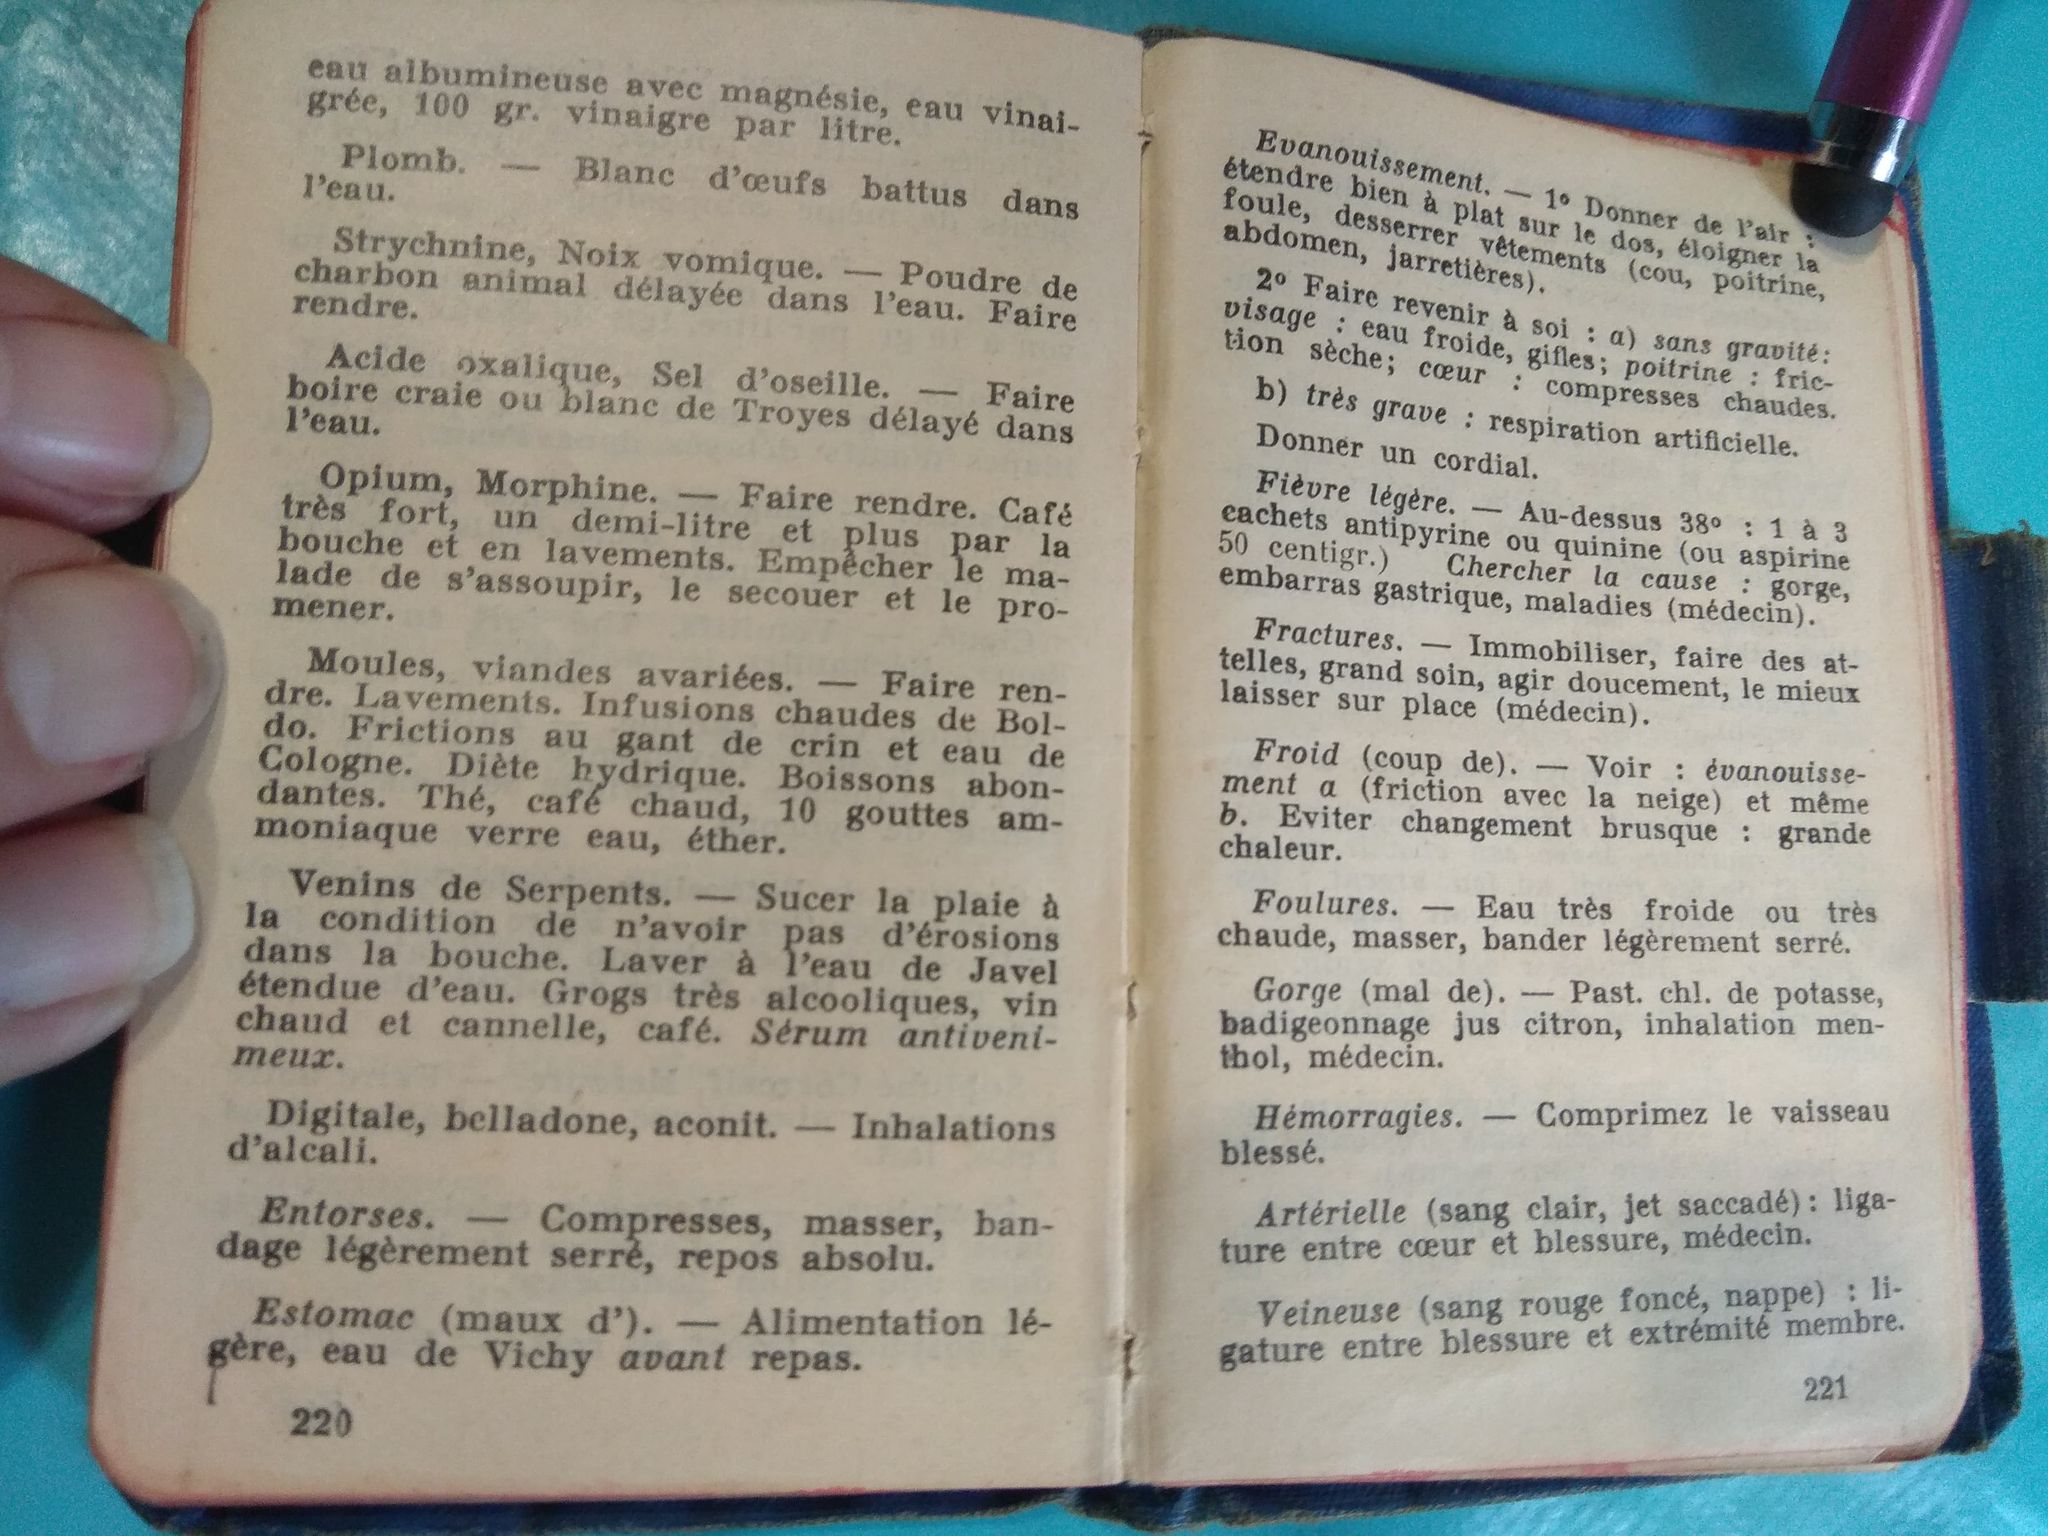 eau albumineuse avec magnésie, eau vinai-
grée, 100 gr. vinaigre par litre.
Plomb. — Blanc d'œufs battus dans
l'eau.
Strychnine, Noix vomique. — Poudre de
charbon animal délayée dans l'eau. Faire
rendre.
Acide oxalique, Sel d'oseille. — Faire
boire craie ou blanc de Troyes délayé dans
l'eau.
Opium, Morphine. — Faire rendre. Café
très fort, un demi-litre et plus par la
bouche et en lavements. Empêcher le ma-
lade de s'assoupir, le secouer et le pro-
mener.
Moules, viandes avariées. — Faire ren-
dre. Lavements. Infusions chaudes de Bol-
do. Frictions au gant de crin et eau de
Cologne. Diète hydrique. Boissons abon-
dantes. Thé, café chaud, 10 gouttes am-
moniaque verre eau, éther.
Venins de Serpents. — Sucer la plaie à
la condition de n'avoir pas d'érosions
dans la bouche. Laver à l'eau de Javel
étendue d'eau. Grogs très alcooliques, vin
chaud et cannelle, café. Sérum antiveni-
meux.
Digitale, belladone, aconit. — Inhalations
d'alcali.
Entorses. — Compresses, masser, ban-
dage légèrement serré, repos absolu.
Estomac (maux d'). — Alimentation lé-
gère, eau de Vichy avant repas.
220
Evanouissement. — 1º Donner de l'air :
étendre bien à plat sur le dos, éloigner la
foule, desserrer vêtements (cou, poitrine,
abdomen, jarretières).
2º Faire revenir à soi : a) sans gravité :
visage : eau froide, gifles; poitrine : fric-
tion sèche; cœur : compresses chaudes.
b) très grave : respiration artificielle.
Donner un cordial.
Fièvre légère. — Au-dessus 38º : 1 à 3
cachets antipyrine ou quinine (ou aspirine
50 centigr.) Chercher la cause : gorge,
embarras gastrique, maladies (médecin).
Fractures. — Immobiliser, faire des at-
telles, grand soin, agir doucement, le mieux
laisser sur place (médecin).
Froid (coup de). — Voir : évanouisse-
ment a (friction avec la neige) et même
b. Eviter changement brusque : grande
chaleur.
Foulures. — Eau très froide ou très
chaude, masser, bander légèrement serré.
Gorge (mal de). — Past. chl. de potasse,
badigeonnage jus citron, inhalation men-
thol, médecin.
Hémorragies. — Comprimez le vaisseau
blessé.
Artérielle (sang clair, jet saccadé) : liga-
ture entre cœur et blessure, médecin.
Veineuse (sang rouge foncé, nappe) : li-
gature entre blessure et extrémité membre.
221